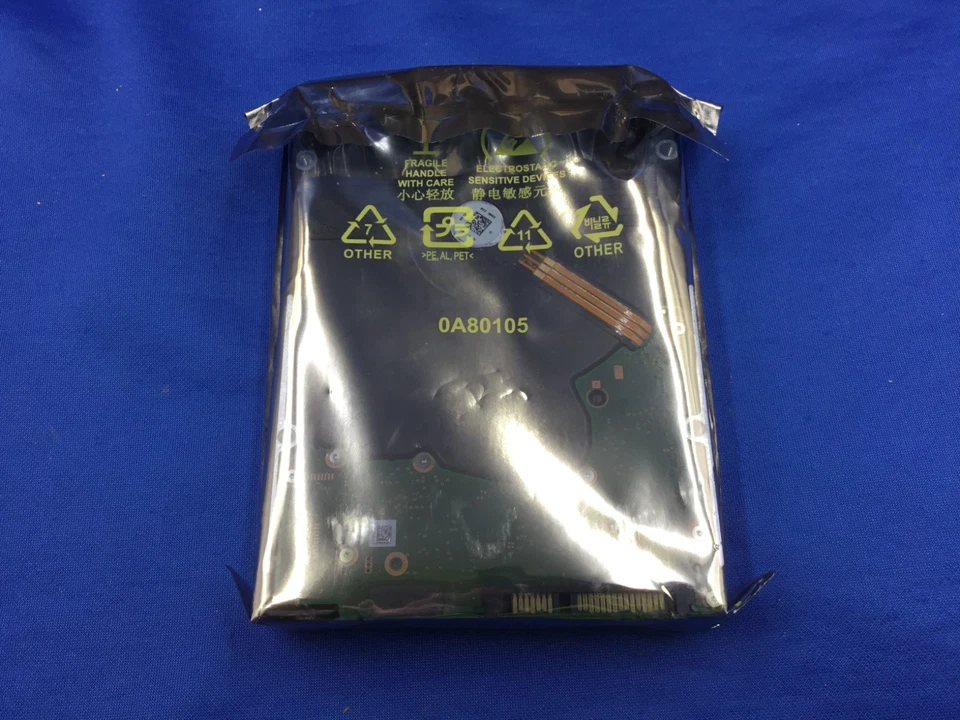 FRAGILE
HANDLE
WITH CARE
小心轻放
ELECTROSTATIC
SENSITIVE DEVICES
静电敏感元
7
OTHER
>PE, AL, PET<
11
비닐류
OTHER
0A80105